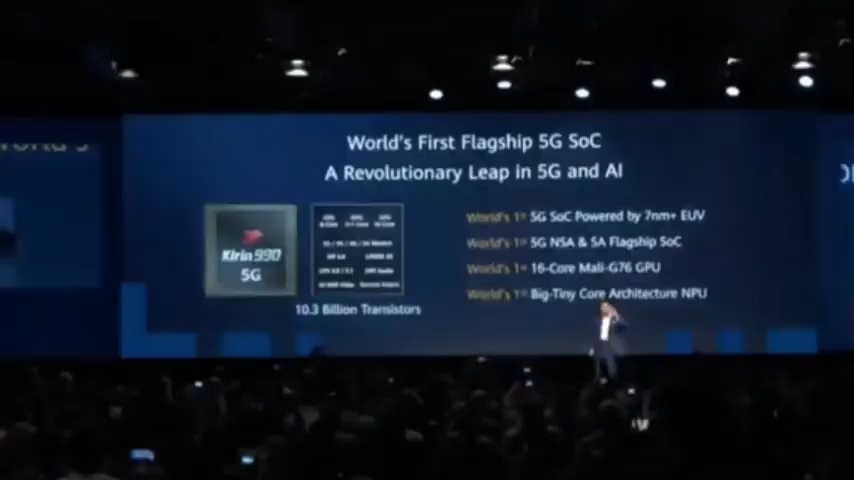 World's First Flagship 5G SoC
A Revolutionary Leap in 5G and AI
Kirin 990
5G
10.3 Billion Transistors
World's 1st 5G SoC Powered by 7nm+ EUV
World's 1st 5G NSA & SA Flagship SoC
World's 1st 16-Core Mali-G76 GPU
World's 1st Big-Tiny Core Architecture NPU